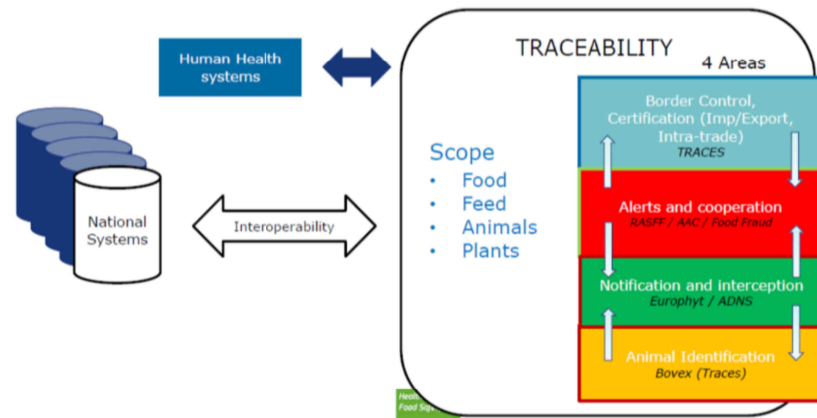 Human Health
systems
National
Systems
Interoperability
TRACEABILITY
4 Areas
Scope
• Food
• Feed
• Animals
• Plants
Border Control,
Certification (Imp/Export,
Intra-trade)
TRACES
Alerts and cooperation
RASFF / AAC / Food Fraud
Notification and interception
Europhyt / ADNS
Animal Identification
Bovex (Traces)
Food